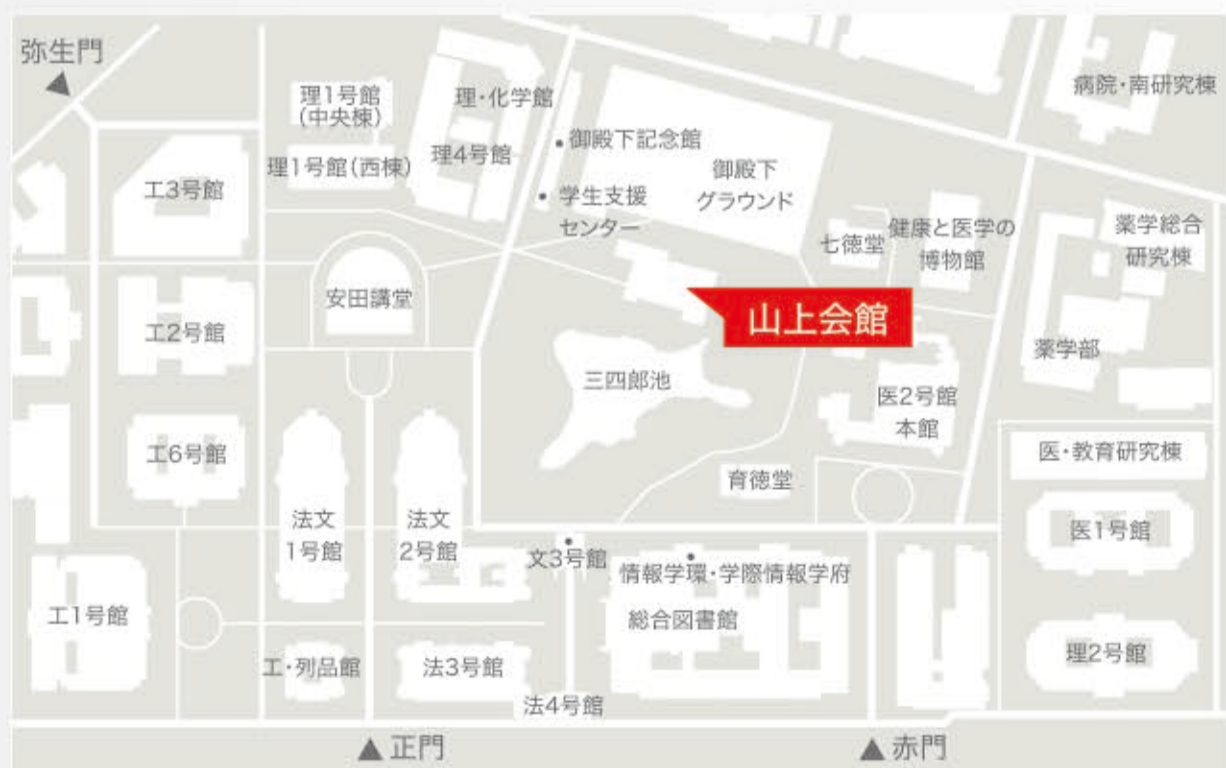 弥生門
理1号館
(中央棟)
理・化学館
病院・南研究棟
御殿下記念館
理4号館
理1号館(西棟)
御殿下
グラウンド
工3号館
学生支援
センター
七徳堂
健康と医学の
博物館
薬学総合
研究棟
安田講堂
山上会館
工2号館
薬学部
三四郎池
医2号館
本館
工6号館
医・教育研究棟
育徳堂
法文
1号館
法文
2号館
医1号館
文3号館
情報学環・学際情報学府
工1号館
総合図書館
理2号館
工・列品館
法3号館
法4号館
▲正門
▲赤門